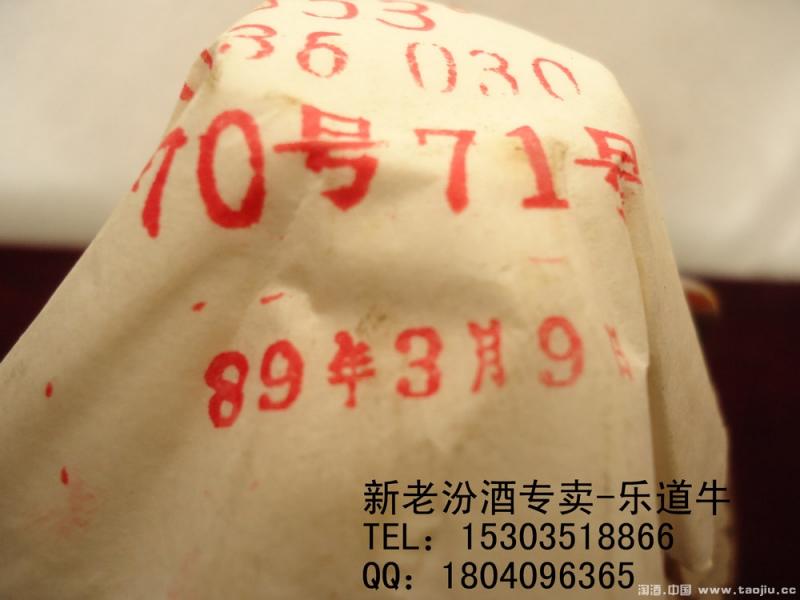 36 030
70号71号
89年3月9日
新老汾酒专卖-乐道牛
TEL：15303518866
QQ：1804096365
淘酒.中国 www.taojiu.cc